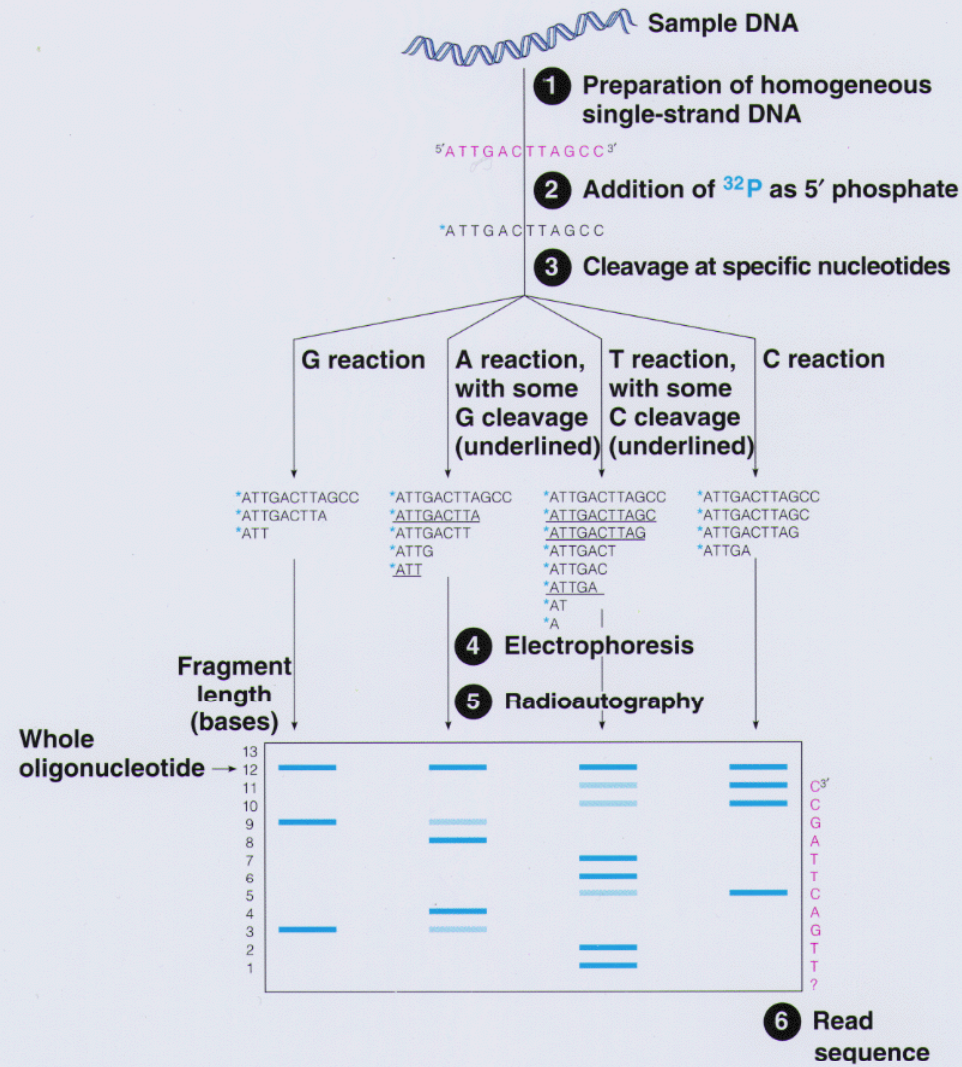 Sample DNA
1 Preparation of homogeneous
single-strand DNA
5′ATTGACTTAGCC3′
2 Addition of 32P as 5′ phosphate
*ATTGACTTAGCC
3 Cleavage at specific nucleotides
G reaction
A reaction,
with some
G cleavage
(underlined)
T reaction,
with some
C cleavage
(underlined)
C reaction
*ATTGACTTAGCC
*ATTGACTTA
*ATT
*ATTGACTTAGCC
*ATTGACTTA
*ATTGACTT
*ATTG
*ATT
*ATTGACTTAGCC
*ATTGACTTAGC
*ATTGACTTAG
*ATTGACT
*ATTGAC
*ATTGA
*AT
*A
*ATTGACTTAGCC
*ATTGACTTAGC
*ATTGACTTAG
*ATTGA
4 Electrophoresis
5 Radioautography
Fragment
length
(bases)
Whole
oligonucleotide
13
12
11
10
9
8
7
6
5
4
3
2
1
C3′
C
G
A
T
T
C
A
G
T
T
?
6 Read
sequence